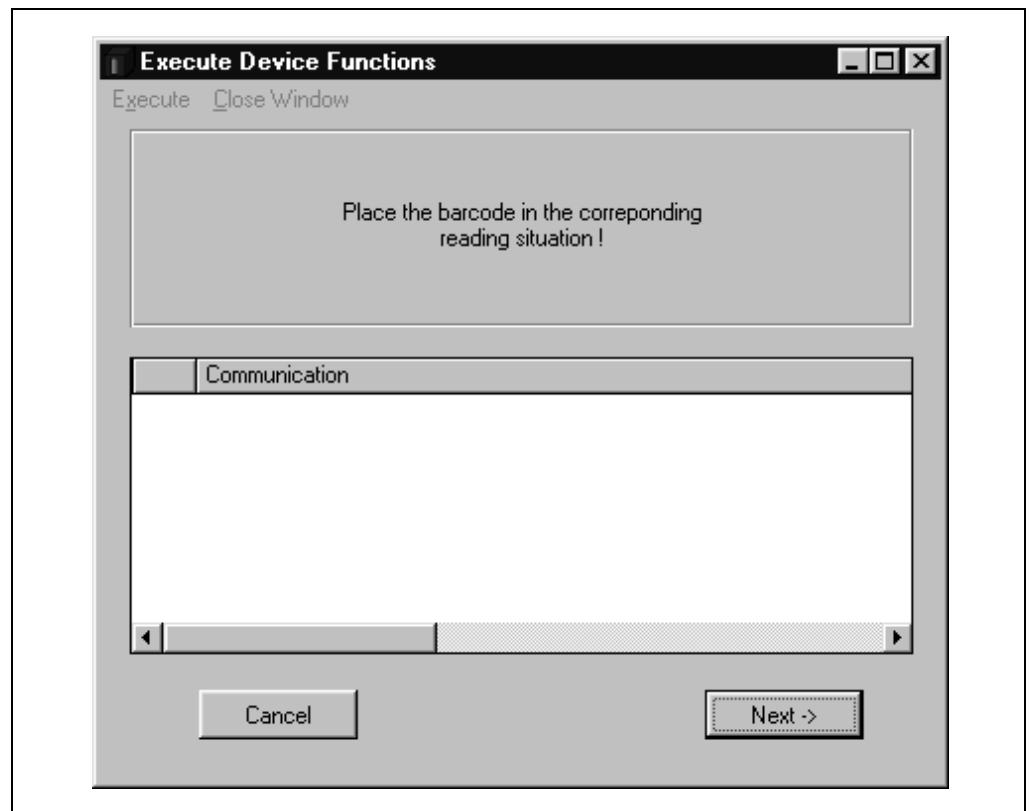 Execute Device Functions
Execute Close Window
Place the barcode in the correponding
reading situation !
Communication
Cancel Next ->